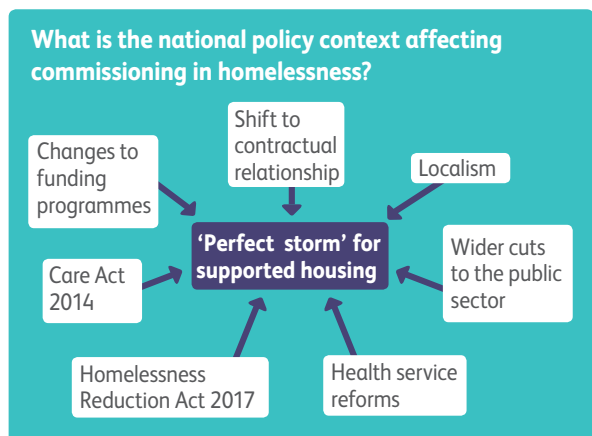 What is the national policy context affecting
commissioning in homelessness?
Shift to
contractual
relationship
Changes to
funding
programmes
Localism
'Perfect storm' for
supported housing
Care Act
2014
Wider cuts
to the public
sector
Homelessness
Reduction Act 2017
Health service
reforms